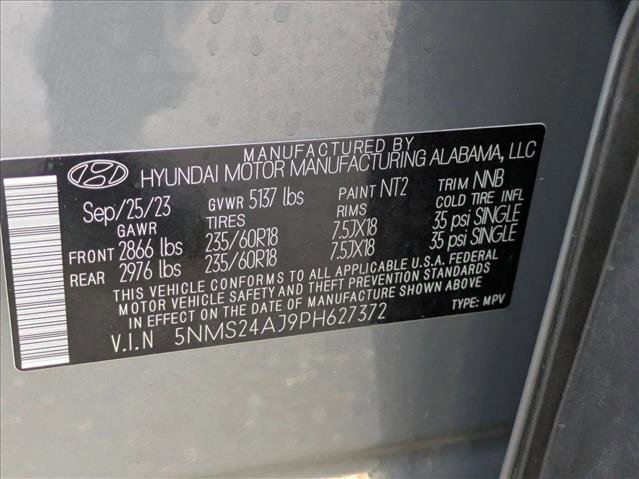 MANUFACTURED BY
HYUNDAI MOTOR MANUFACTURING ALABAMA, LLC
Sep/25/23 GVWR 5137 lbs PAINT NT2 TRIM NNB
GAWR TIRES RIMS COLD TIRE INFL
FRONT 2866 lbs 235/60R18 7.5JX18 35 psi SINGLE
REAR 2976 lbs 235/60R18 7.5JX18 35 psi SINGLE
THIS VEHICLE CONFORMS TO ALL APPLICABLE U.S.A. FEDERAL
MOTOR VEHICLE SAFETY AND THEFT PREVENTION STANDARDS
IN EFFECT ON THE DATE OF MANUFACTURE SHOWN ABOVE.
V.I.N 5NMS24AJ9PH627372 TYPE: MPV